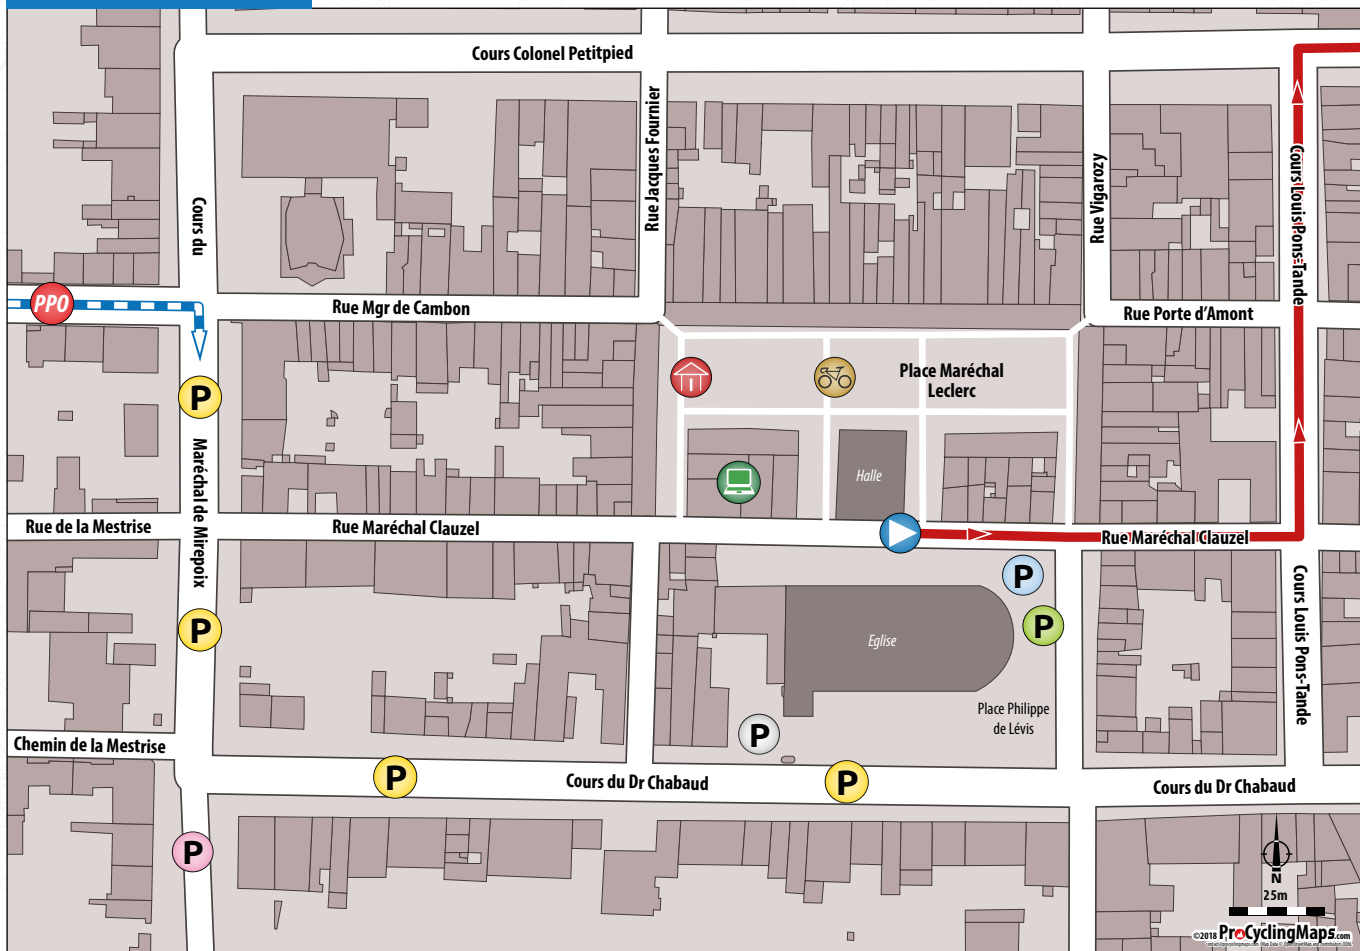 Cours Colonel Petitpied
Rue Jacques Fournier
Rue Vigarozy
Cours Louis Pons-Tande
Cours du
Maréchal de Mirepoix
PPO
Rue Mgr de Cambon
Rue Porte d'Amont
Place Maréchal
Leclerc
P
Halle
Rue de la Mestrise
Rue Maréchal Clauzel
Rue Maréchal Clauzel
P
P
P
Eglise
Cours Louis Pons-Tande
Place Philippe
de Lévis
P
Chemin de la Mestrise
P
Cours du Dr Chabaud
P
Cours du Dr Chabaud
P
N
25m
©2018 ProCyclingMaps.com